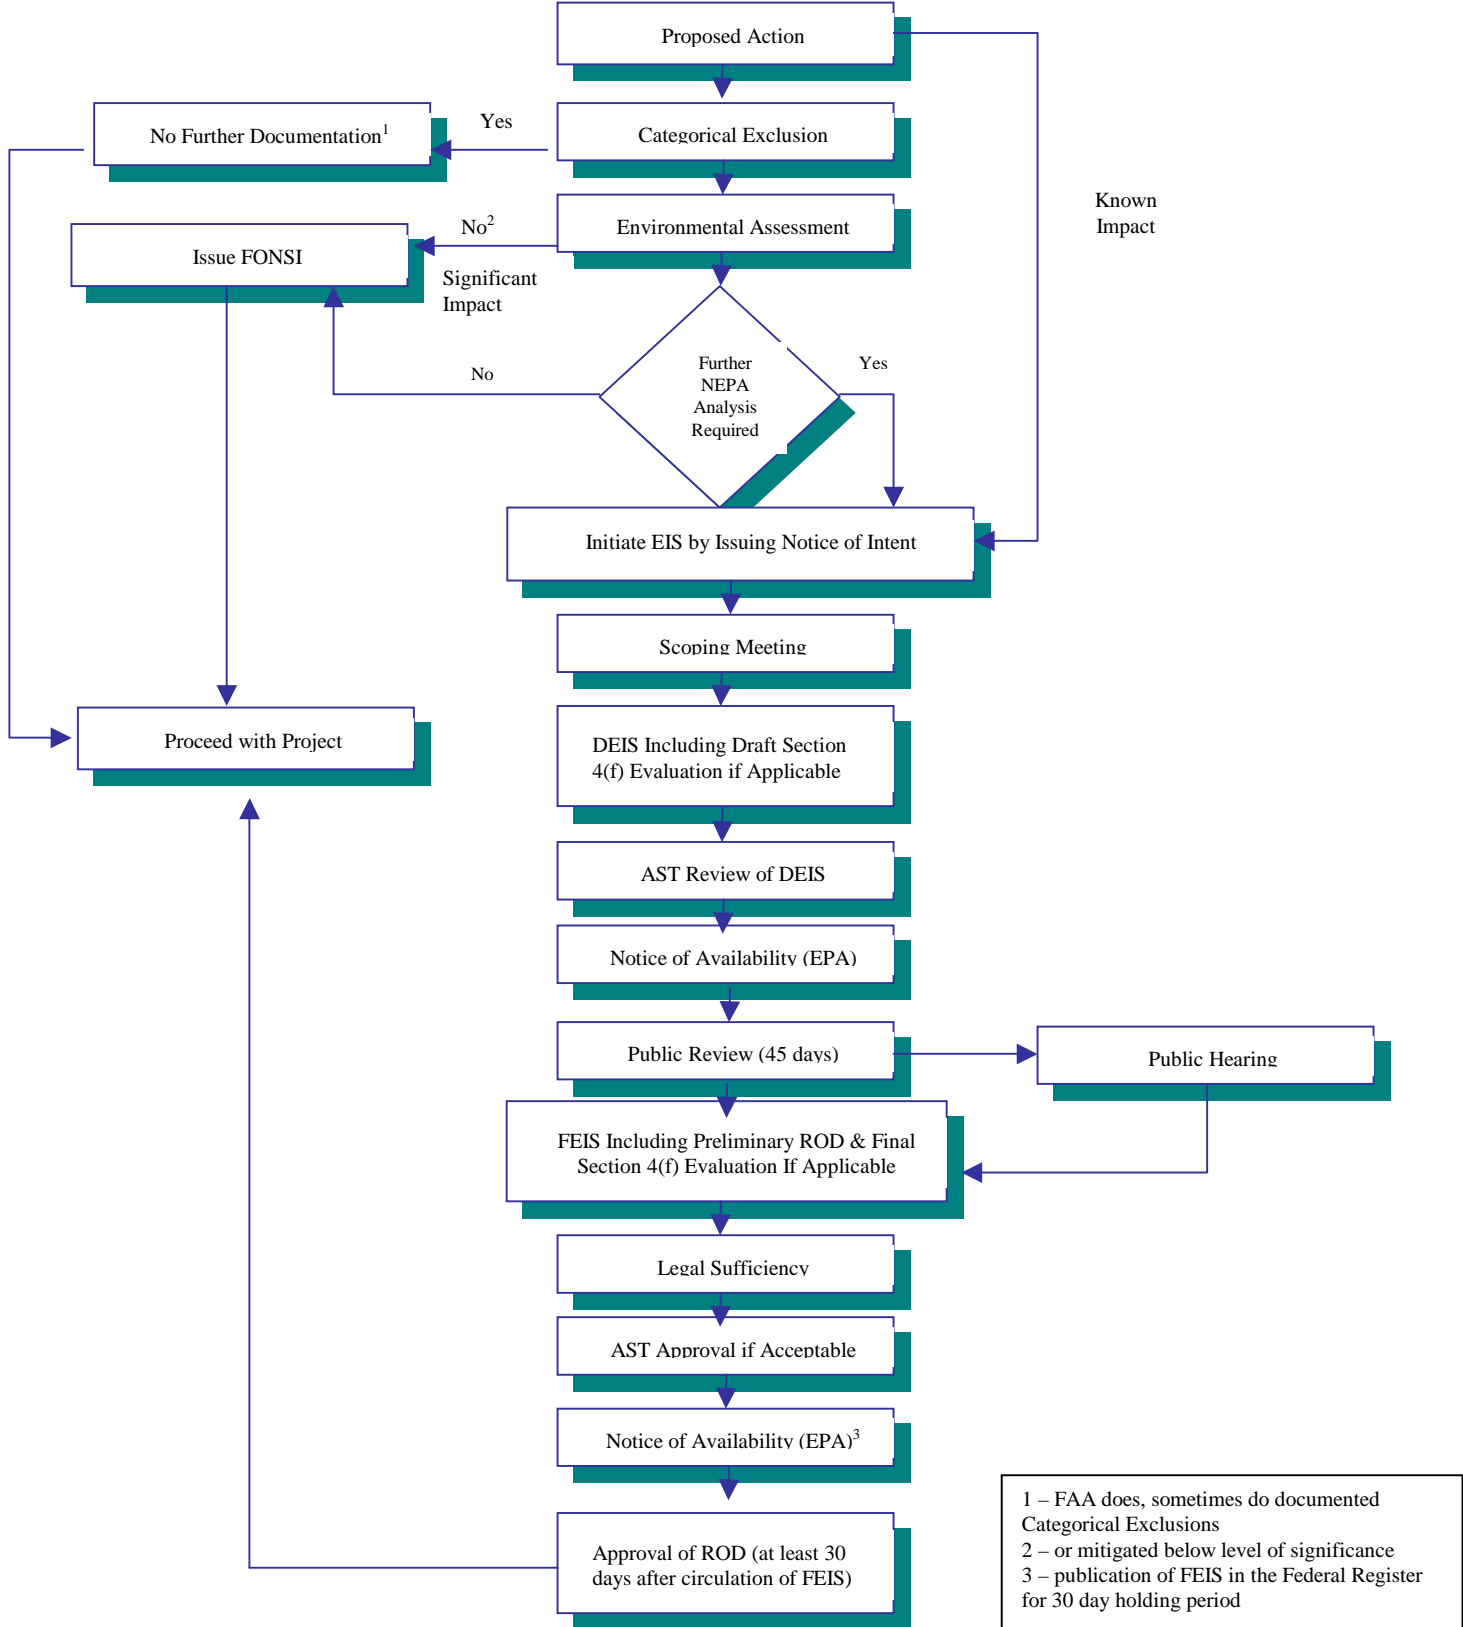 Proposed Action
No Further Documentation1
Yes
Categorical Exclusion
Known
Impact
No2
Environmental Assessment
Issue FONSI
Significant
Impact
No
Further
NEPA
Analysis
Required
Yes
Initiate EIS by Issuing Notice of Intent
Scoping Meeting
Proceed with Project
DEIS Including Draft Section
4(f) Evaluation if Applicable
AST Review of DEIS
Notice of Availability (EPA)
Public Review (45 days)
Public Hearing
FEIS Including Preliminary ROD & Final
Section 4(f) Evaluation If Applicable
Legal Sufficiency
AST Approval if Acceptable
Notice of Availability (EPA)3
Approval of ROD (at least 30
days after circulation of FEIS)
1 – FAA does, sometimes do documented
Categorical Exclusions
2 – or mitigated below level of significance
3 – publication of FEIS in the Federal Register
for 30 day holding period